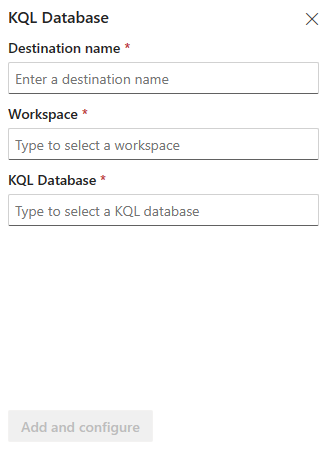 KQL Database
Destination name *
Enter a destination name
Workspace *
Type to select a workspace
KQL Database *
Type to select a KQL database
Add and configure